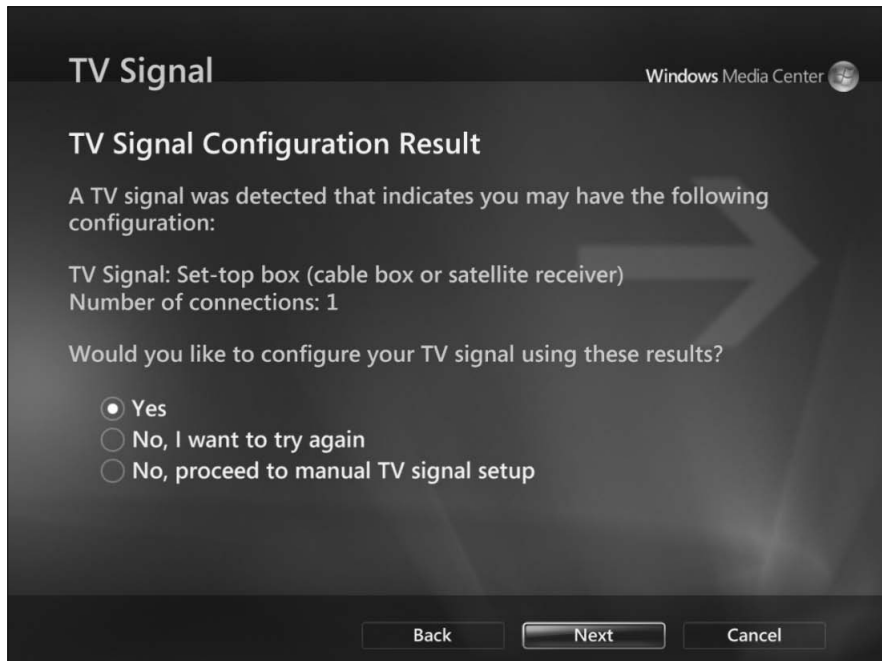 TV Signal
Windows Media Center
TV Signal Configuration Result
A TV signal was detected that indicates you may have the following
configuration:
TV Signal: Set-top box (cable box or satellite receiver)
Number of connections: 1
Would you like to configure your TV signal using these results?
Yes
No, I want to try again
No, proceed to manual TV signal setup
Back
Next
Cancel